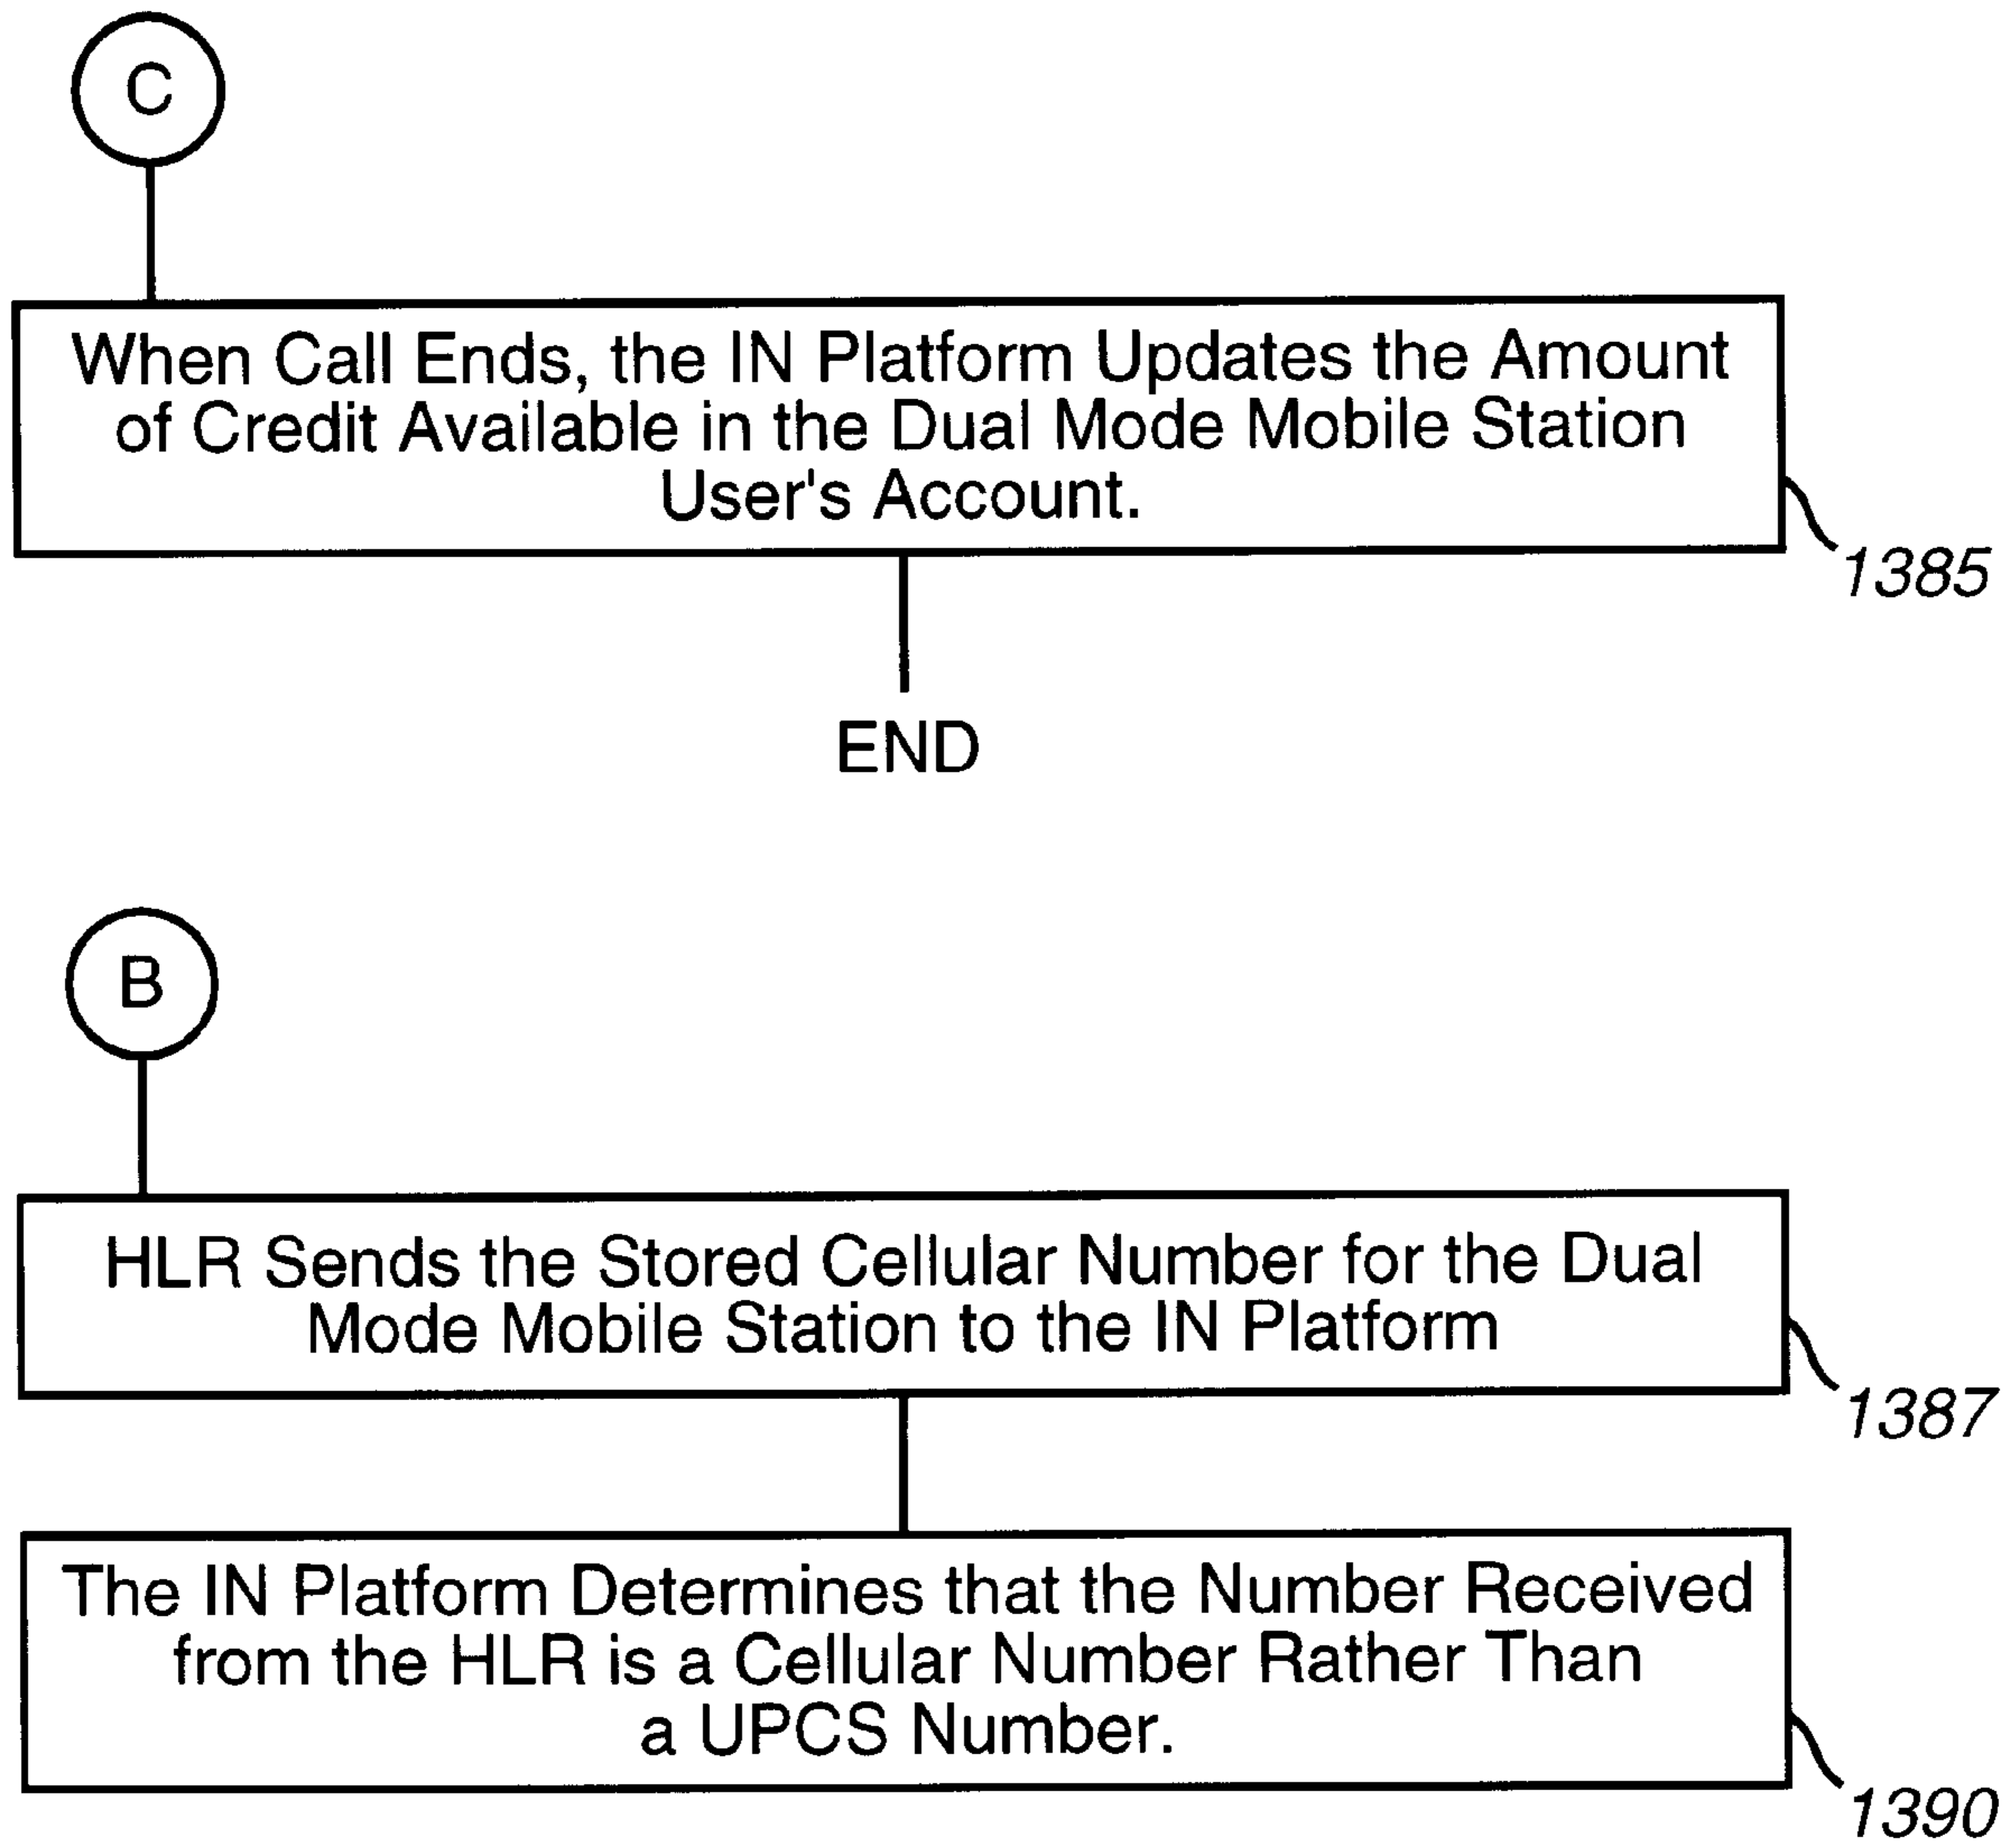 C
When Call Ends, the IN Platform Updates the Amount
of Credit Available in the Dual Mode Mobile Station
User's Account.
1385
END
B
HLR Sends the Stored Cellular Number for the Dual
Mode Mobile Station to the IN Platform
1387
The IN Platform Determines that the Number Received
from the HLR is a Cellular Number Rather Than
a UPCS Number.
1390